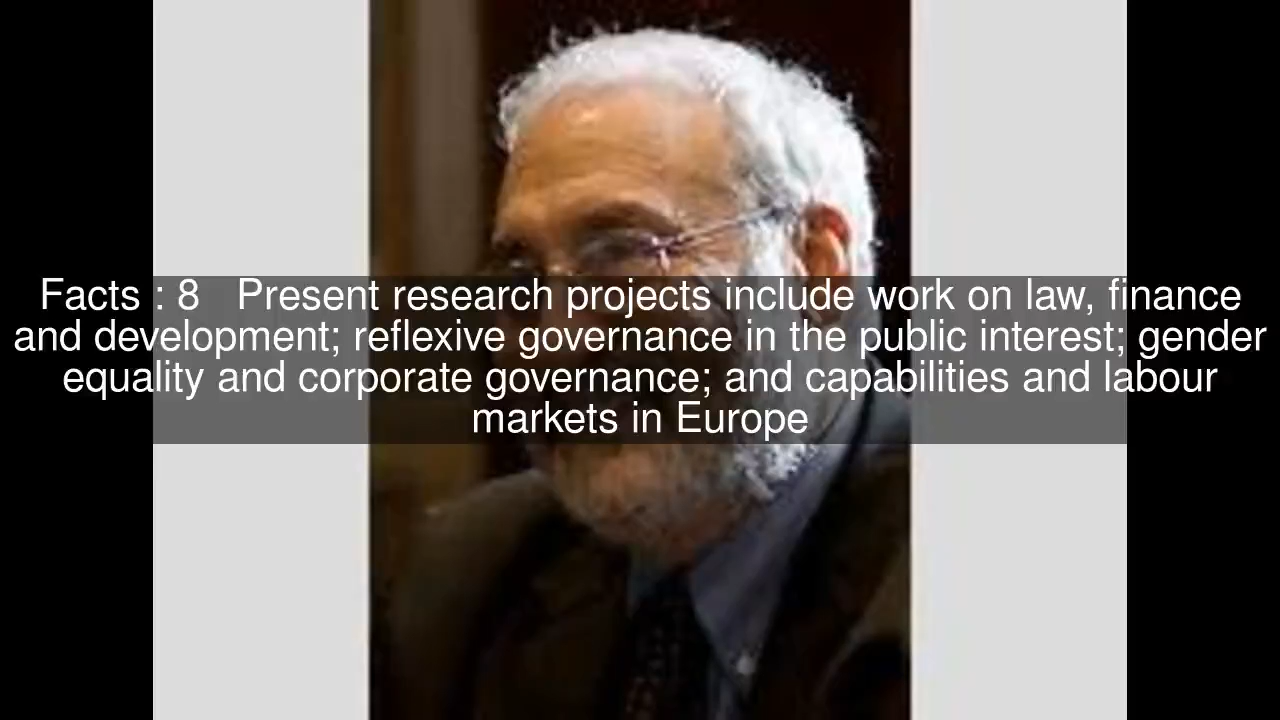 Facts : 8   Present research projects include work on law, finance
and development; reflexive governance in the public interest; gender
equality and corporate governance; and capabilities and labour
markets in Europe